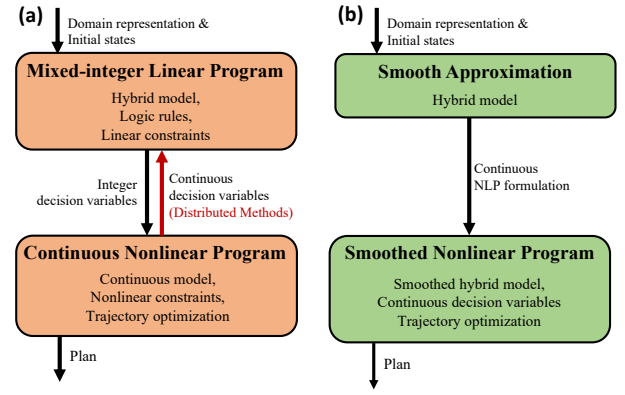 (a)
Domain representation &
Initial states
Mixed-integer Linear Program
Hybrid model,
Logic rules,
Linear constraints
Integer
decision variables
Continuous
decision variables
(Distributed Methods)
Continuous Nonlinear Program
Continuous model,
Nonlinear constraints,
Trajectory optimization
Plan
(b)
Domain representation &
Initial states
Smooth Approximation
Hybrid model
Continuous
NLP formulation
Smoothed Nonlinear Program
Smoothed hybrid model,
Continuous decision variables
Trajectory optimization
Plan